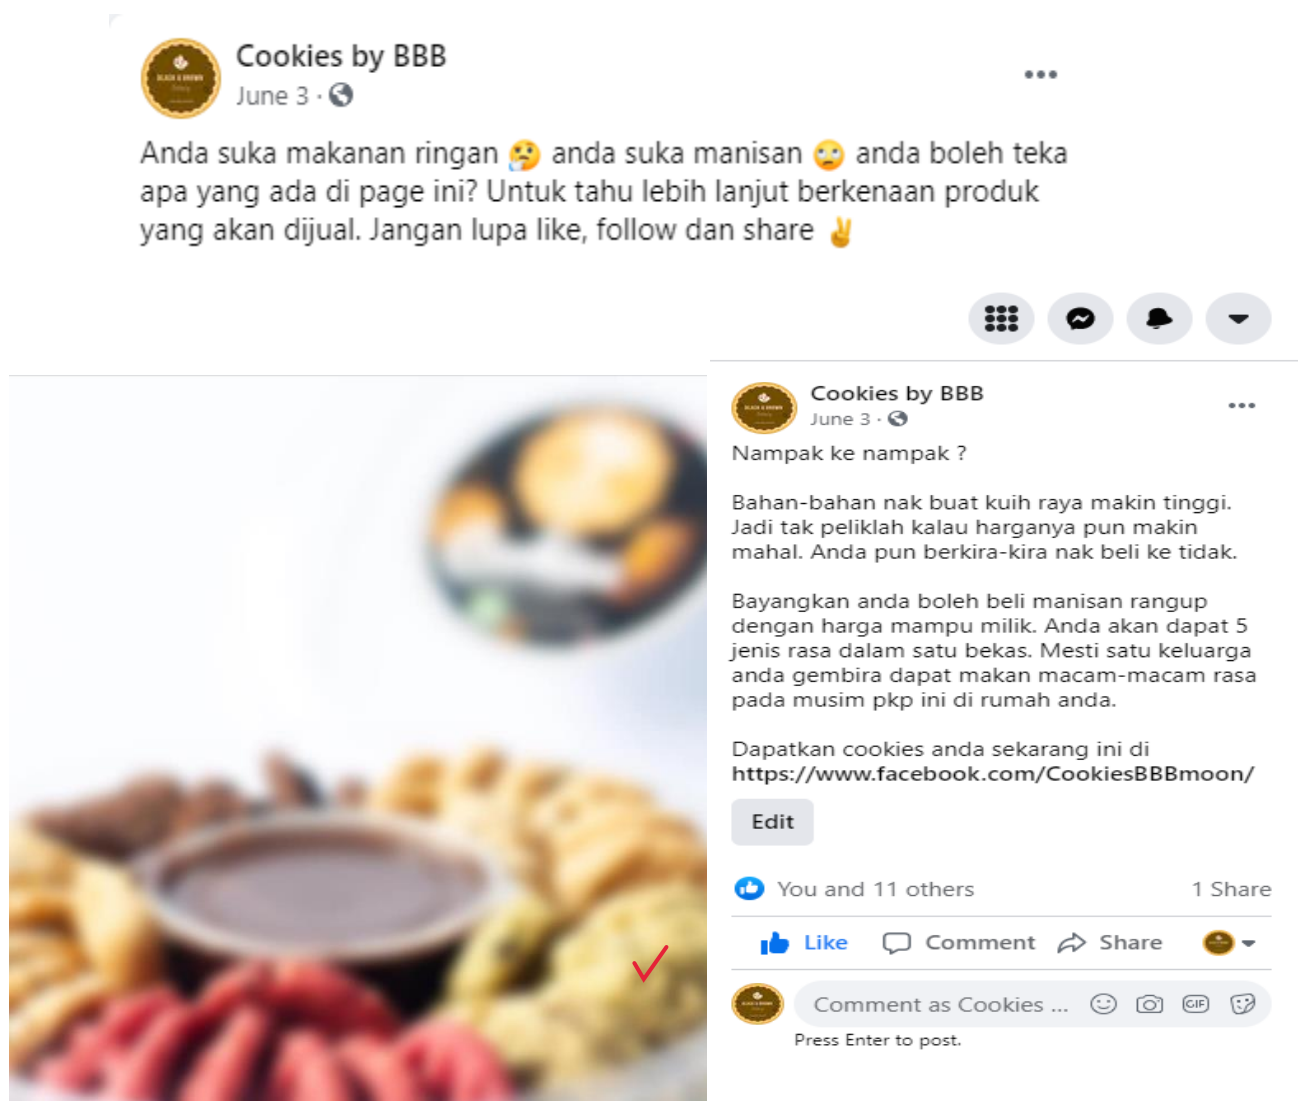 Cookies by BBB
June 3 ·
Anda suka makanan ringan 🤔 anda suka manisan 🙄 anda boleh teka
apa yang ada di page ini? Untuk tahu lebih lanjut berkenaan produk
yang akan dijual. Jangan lupa like, follow dan share ✌
Cookies by BBB
June 3 ·
Nampak ke nampak ?
Bahan-bahan nak buat kuih raya makin tinggi.
Jadi tak peliklah kalau harganya pun makin
mahal. Anda pun berkira-kira nak beli ke tidak.
Bayangkan anda boleh beli manisan rangup
dengan harga mampu milik. Anda akan dapat 5
jenis rasa dalam satu bekas. Mesti satu keluarga
anda gembira dapat makan macam-macam rasa
pada musim pkp ini di rumah anda.
Dapatkan cookies anda sekarang ini di
https://www.facebook.com/CookiesBBBmoon/
Edit
You and 11 others 1 Share
Like Comment Share
Comment as Cookies ... GIF
Press Enter to post.